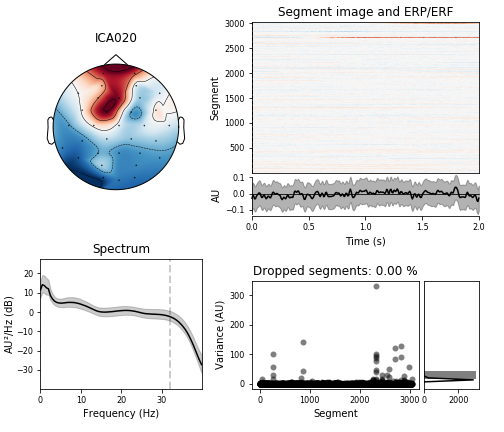 ICA020
Segment image and ERP/ERF
3000
2500
2000
1500
1000
500
Segment
0.1
0.0
−0.1
AU
0.0 0.5 1.0 1.5 2.0
Time (s)
Spectrum
20
10
0
−10
−20
−30
AU²/Hz (dB)
0 10 20 30
Frequency (Hz)
Dropped segments: 0.00 %
300
200
100
0
Variance (AU)
0 1000 2000 3000
Segment
0 2000